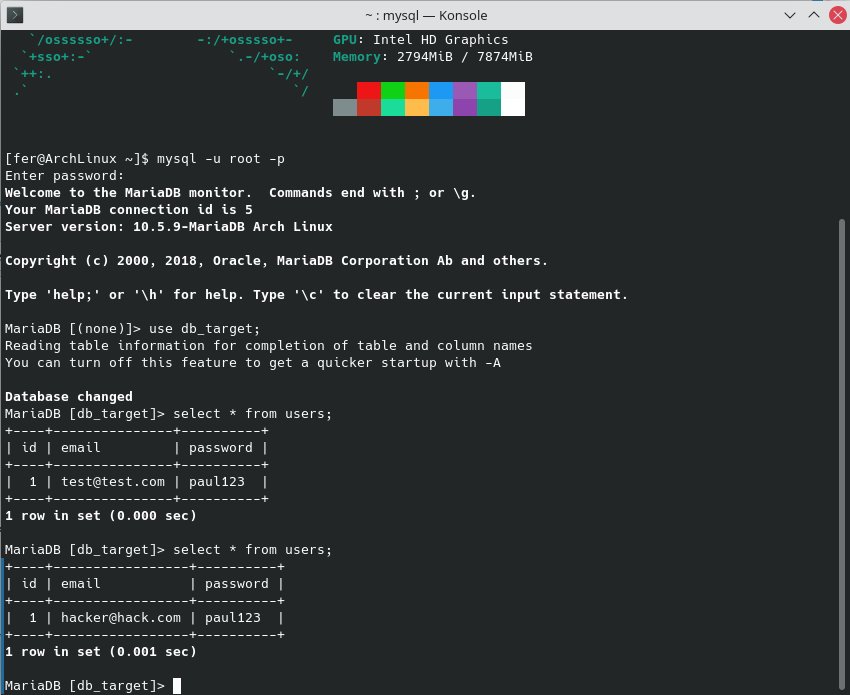 ~ : mysql — Konsole
`/ossssso+/:-        -:/+osssso+-     GPU: Intel HD Graphics
`+sso+:-`                 `.-/+oso:    Memory: 2794MiB / 7874MiB
`++:.                           `-/+/
.`                                 `/
[fer@ArchLinux ~]$ mysql -u root -p
Enter password:
Welcome to the MariaDB monitor.  Commands end with ; or \g.
Your MariaDB connection id is 5
Server version: 10.5.9-MariaDB Arch Linux
Copyright (c) 2000, 2018, Oracle, MariaDB Corporation Ab and others.
Type 'help;' or '\h' for help. Type '\c' to clear the current input statement.
MariaDB [(none)]> use db_target;
Reading table information for completion of table and column names
You can turn off this feature to get a quicker startup with -A
Database changed
MariaDB [db_target]> select * from users;
+----+---------------+----------+
| id | email         | password |
+----+---------------+----------+
|  1 | test@test.com | paul123  |
+----+---------------+----------+
1 row in set (0.000 sec)
MariaDB [db_target]> select * from users;
+----+-----------------+----------+
| id | email           | password |
+----+-----------------+----------+
|  1 | hacker@hack.com | paul123  |
+----+-----------------+----------+
1 row in set (0.001 sec)
MariaDB [db_target]>